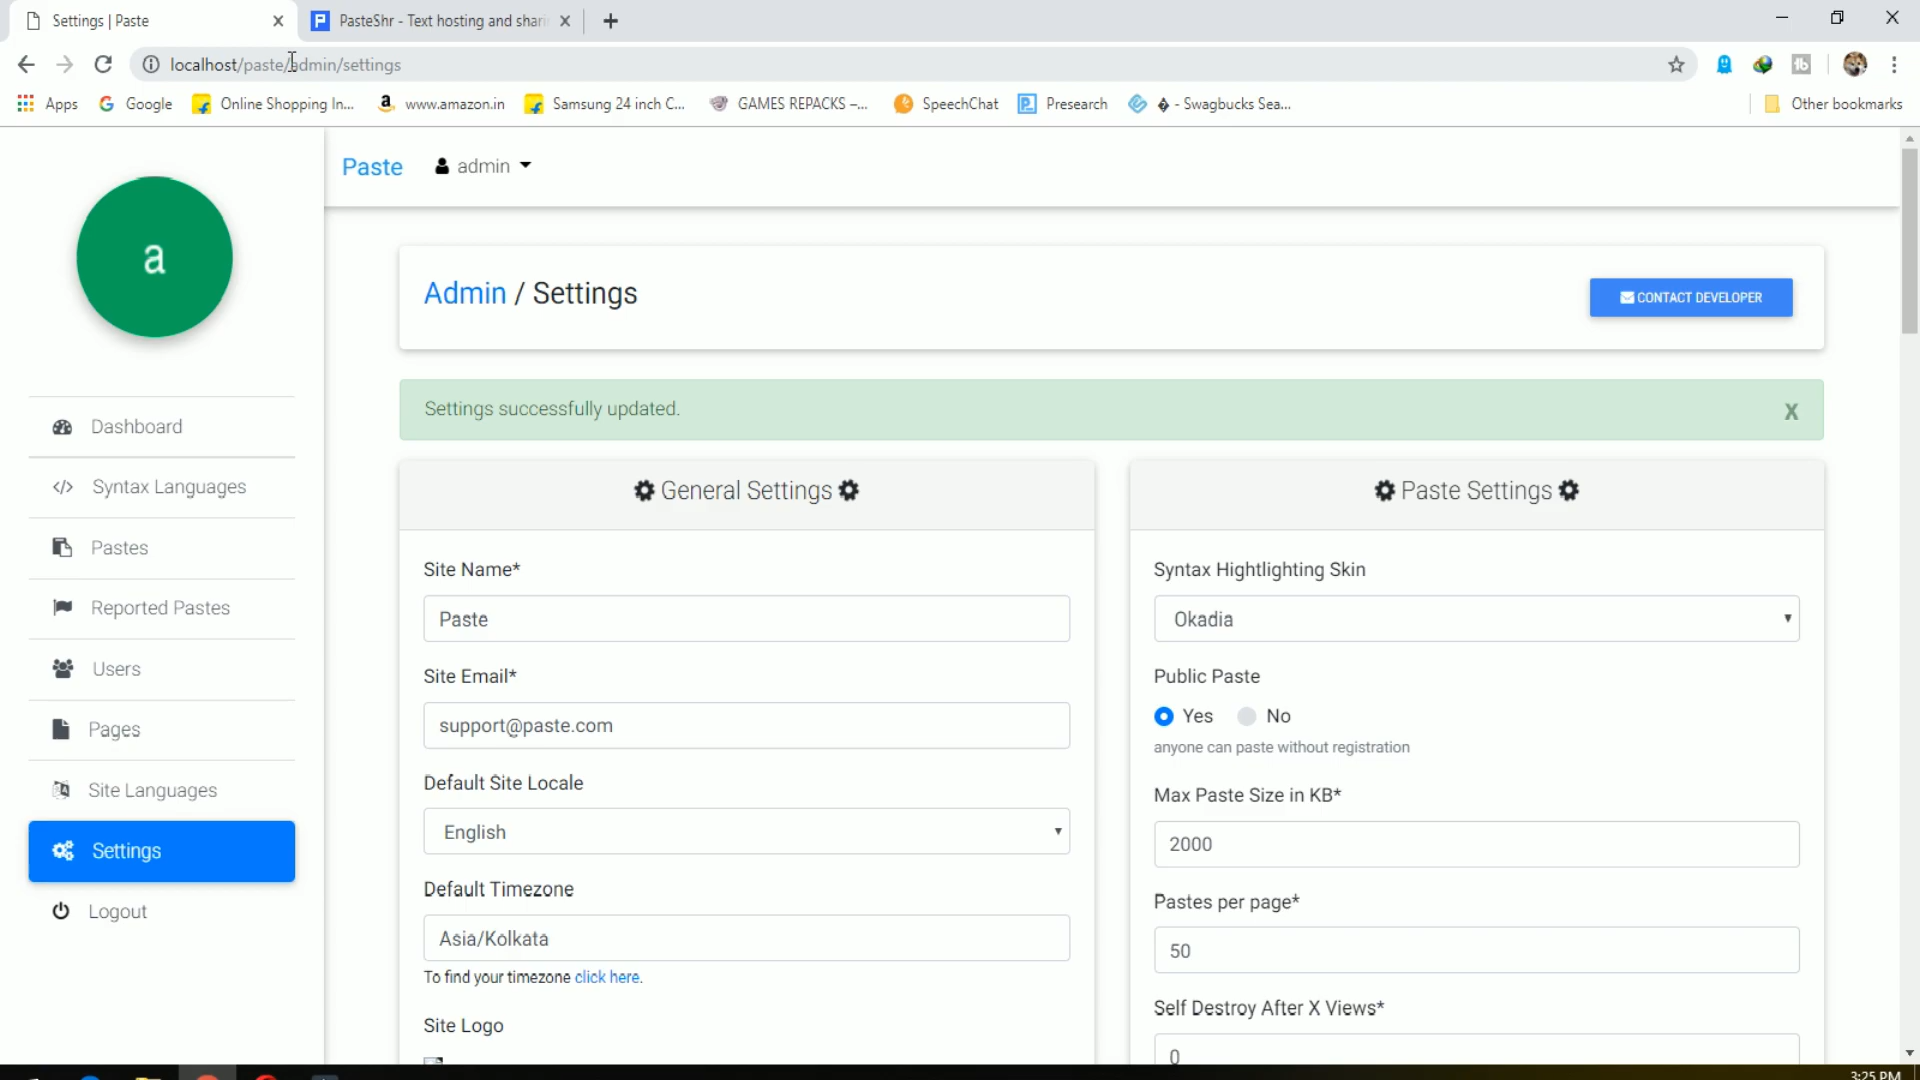 Settings | Paste
PasteShr - Text hosting and shari
localhost/paste/admin/settings
Apps
Google
Online Shopping In...
www.amazon.in
Samsung 24 inch C...
GAMES REPACKS –...
SpeechChat
Presearch
- Swagbucks Sea...
Other bookmarks
Paste
admin
a
Admin / Settings
CONTACT DEVELOPER
Settings successfully updated.
X
Dashboard
Syntax Languages
Pastes
Reported Pastes
Users
Pages
Site Languages
Settings
Logout
General Settings
Site Name*
Paste
Site Email*
support@paste.com
Default Site Locale
English
Default Timezone
Asia/Kolkata
To find your timezone click here.
Site Logo
Paste Settings
Syntax Hightlighting Skin
Okadia
Public Paste
Yes
No
anyone can paste without registration
Max Paste Size in KB*
2000
Pastes per page*
50
Self Destroy After X Views*
0
3:25 PM